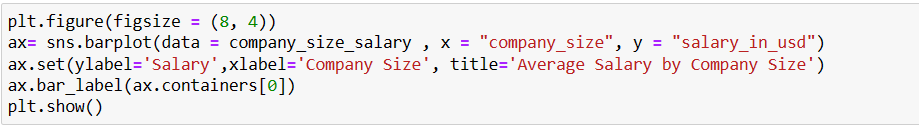 plt.figure(figsize = (8, 4))
ax= sns.barplot(data = company_size_salary , x = "company_size", y = "salary_in_usd")
ax.set(ylabel='Salary',xlabel='Company Size', title='Average Salary by Company Size')
ax.bar_label(ax.containers[0])
plt.show()